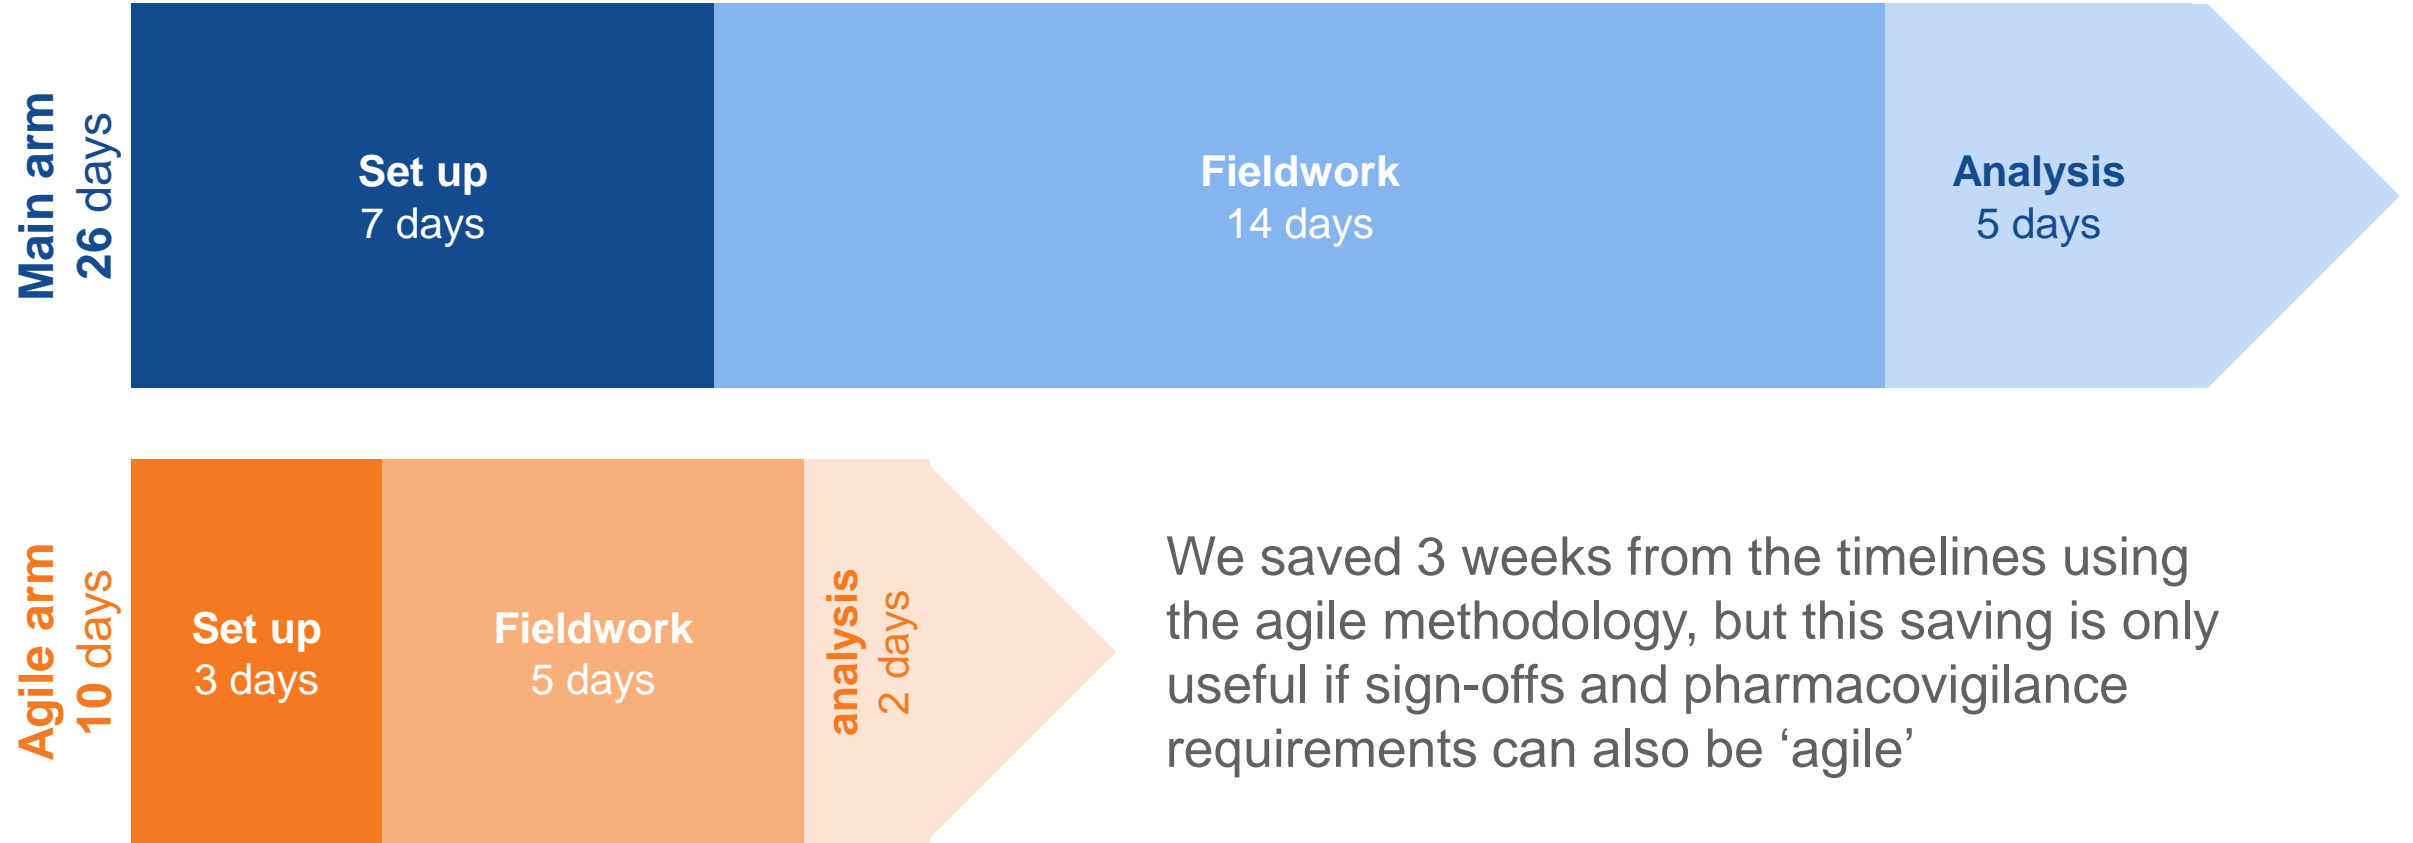 Main arm
26 days
Set up
7 days
Fieldwork
14 days
Analysis
5 days
Agile arm
10 days
Set up
3 days
Fieldwork
5 days
analysis
2 days
We saved 3 weeks from the timelines using
the agile methodology, but this saving is only
useful if sign-offs and pharmacovigilance
requirements can also be ‘agile’